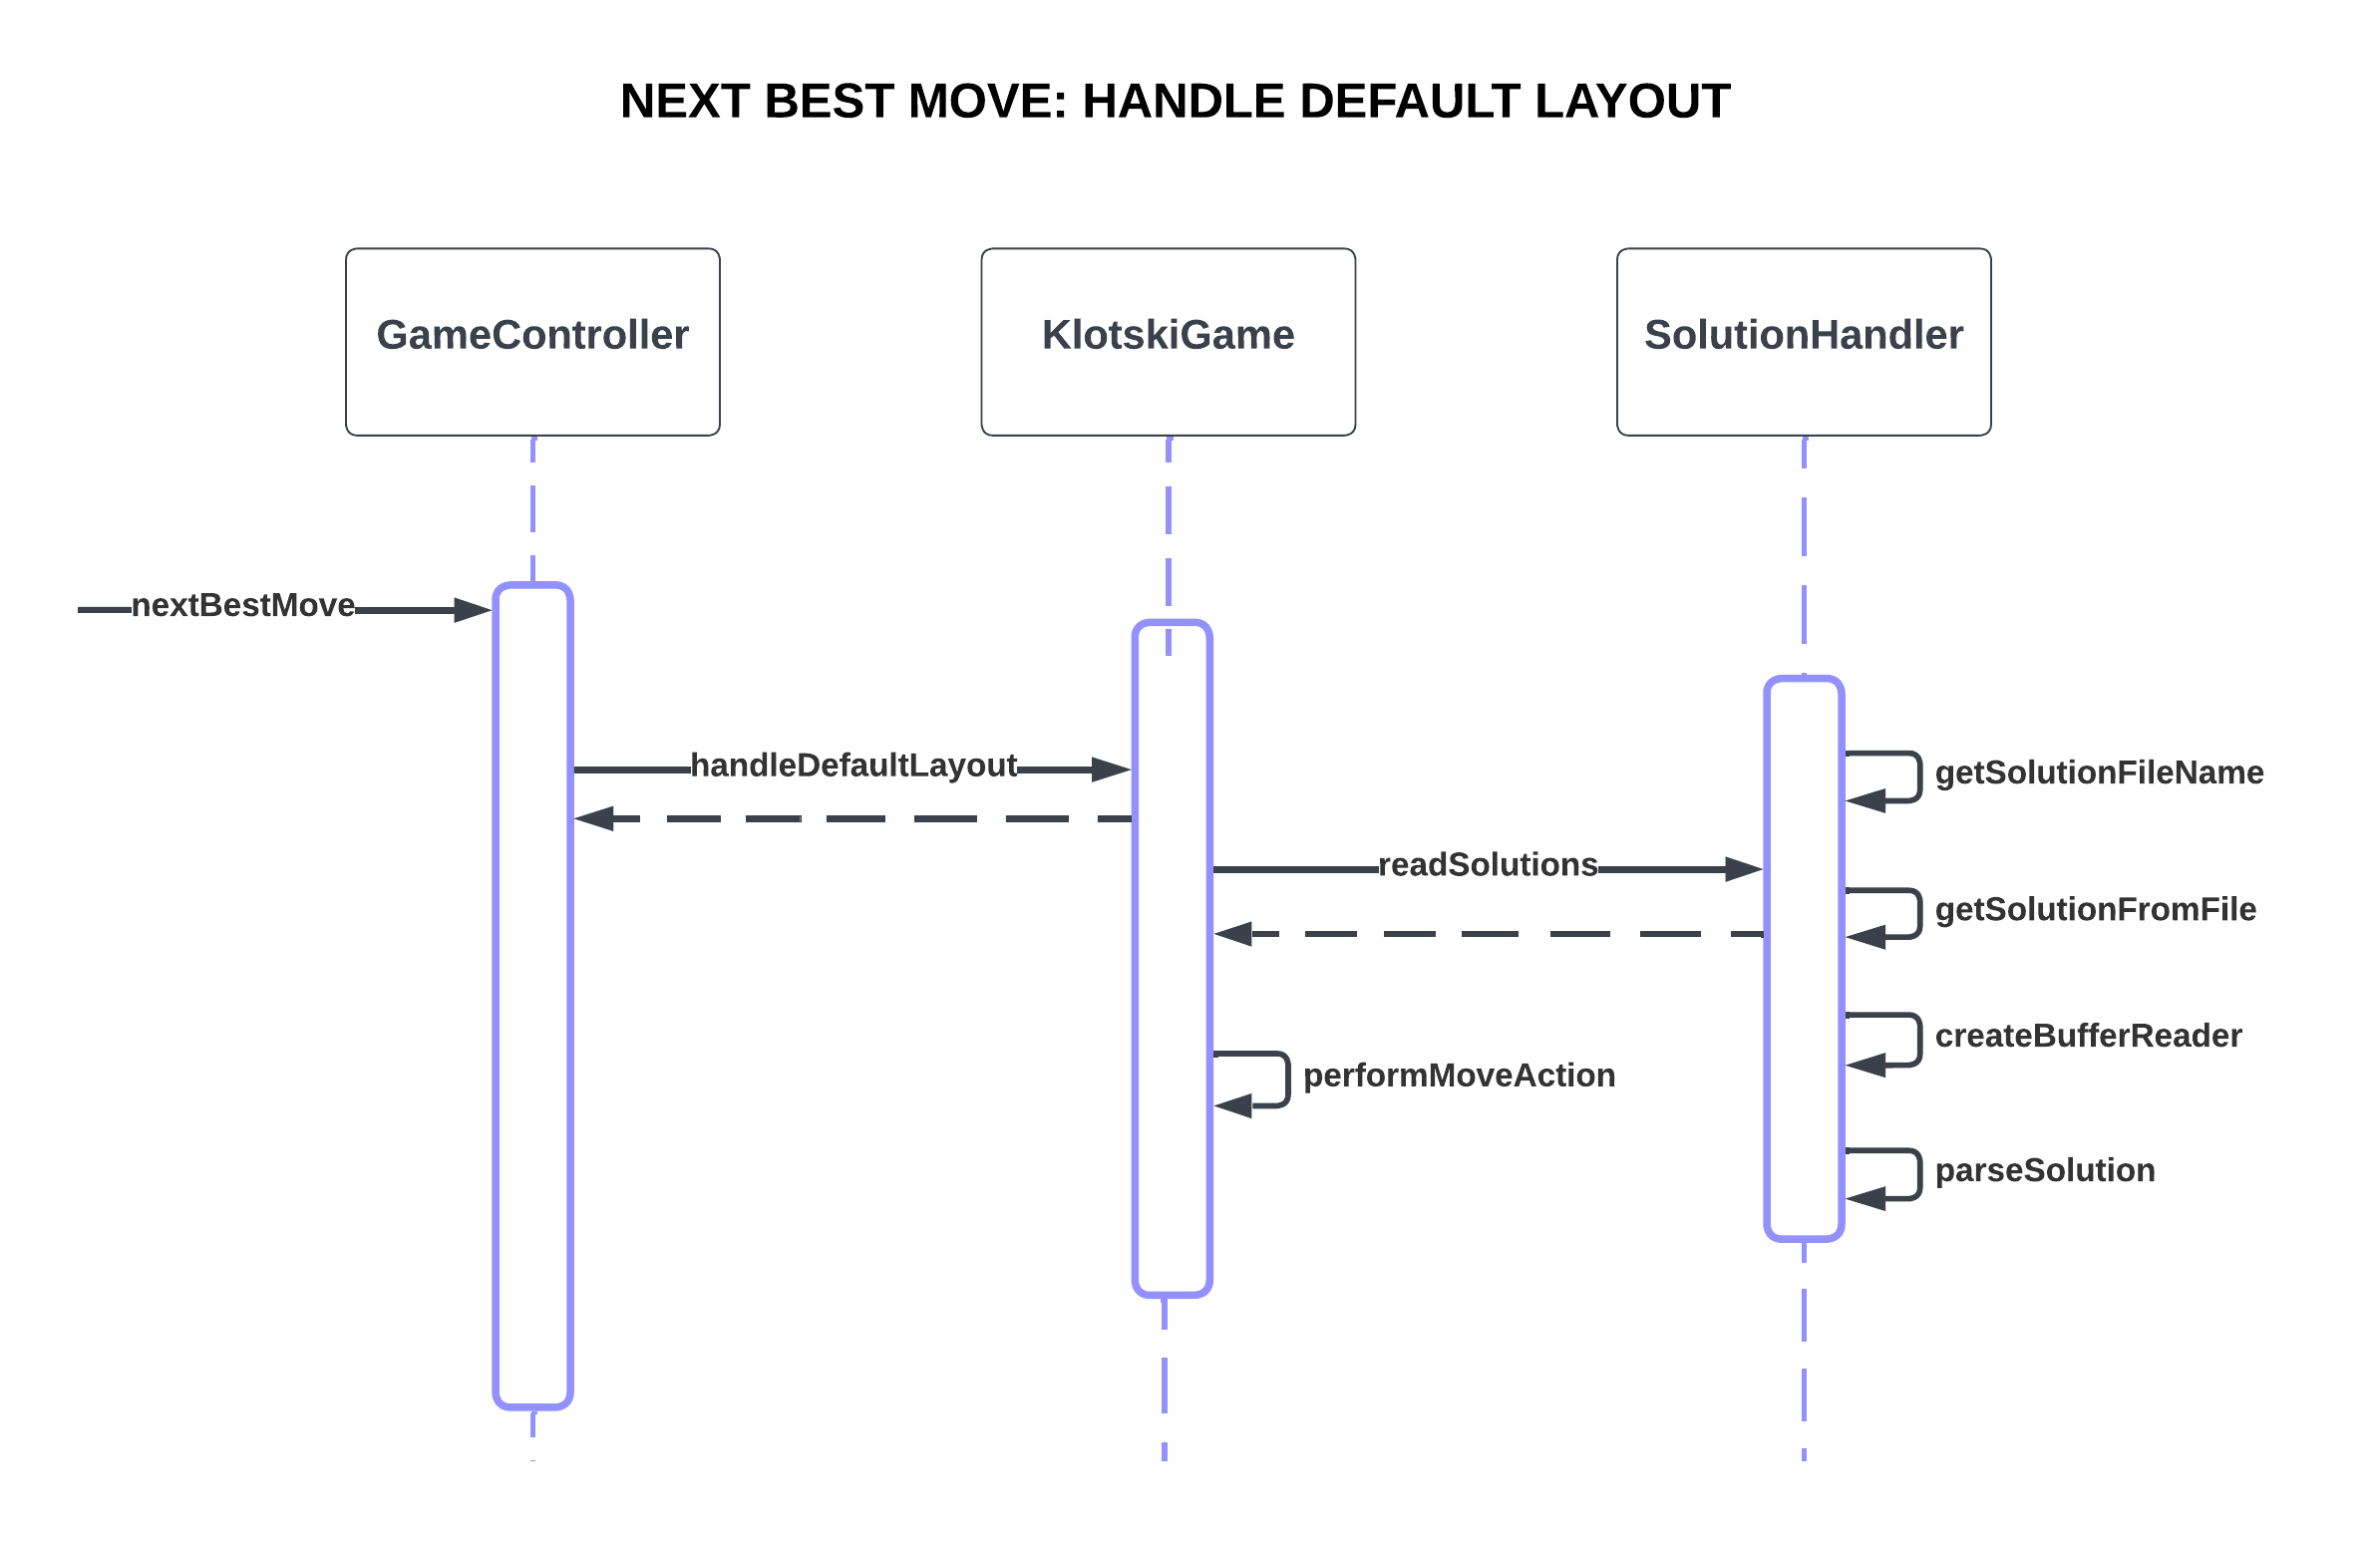 NEXT BEST MOVE: HANDLE DEFAULT LAYOUT
GameController
KlotskiGame
SolutionHandler
nextBestMove
handleDefaultLayout
getSolutionFileName
readSolutions
getSolutionFromFile
createBufferReader
performMoveAction
parseSolution